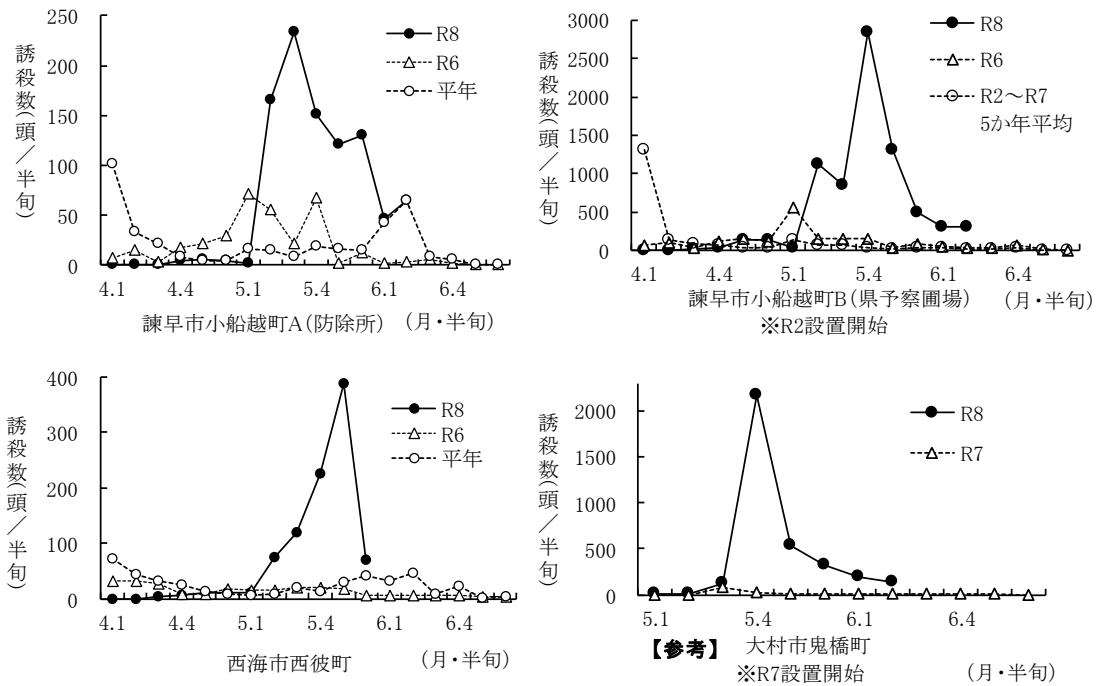 誘殺数(頭／半旬)
250
200
150
100
50
0
R8
R6
平年
4.1 4.4 5.1 5.4 6.1 6.4
諫早市小船越町A(防除所) (月・半旬)
誘殺数(頭／半旬)
3000
2500
2000
1500
1000
500
0
R8
R6
R2～R7
5か年平均
4.1 4.4 5.1 5.4 6.1 6.4
諫早市小船越町B(県予察圃場) (月・半旬)
※R2設置開始
誘殺数(頭／半旬)
400
300
200
100
0
R8
R6
平年
4.1 4.4 5.1 5.4 6.1 6.4
西海市西彼町 (月・半旬)
誘殺数(頭／半旬)
2000
1500
1000
500
0
R8
R7
5.1 5.4 6.1 6.4
【参考】 大村市鬼橋町
※R7設置開始 (月・半旬)